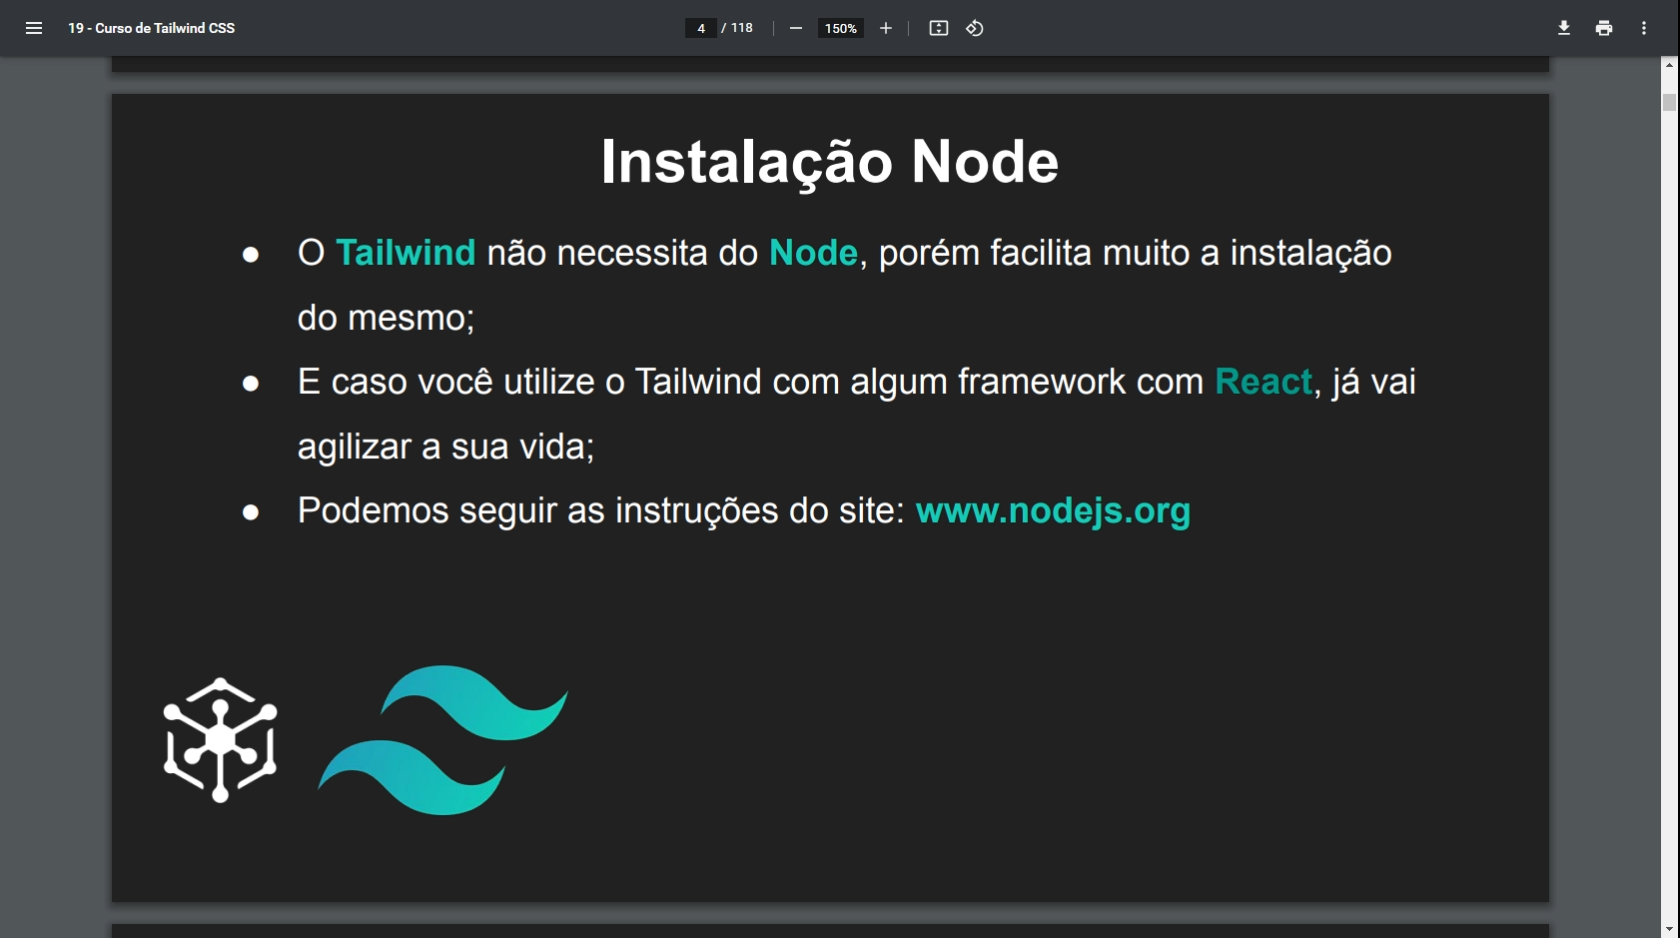 19 - Curso de Tailwind CSS
4 / 118
150%
Instalação Node
● O Tailwind não necessita do Node, porém facilita muito a instalação
do mesmo;
● E caso você utilize o Tailwind com algum framework com React, já vai
agilizar a sua vida;
● Podemos seguir as instruções do site: www.nodejs.org